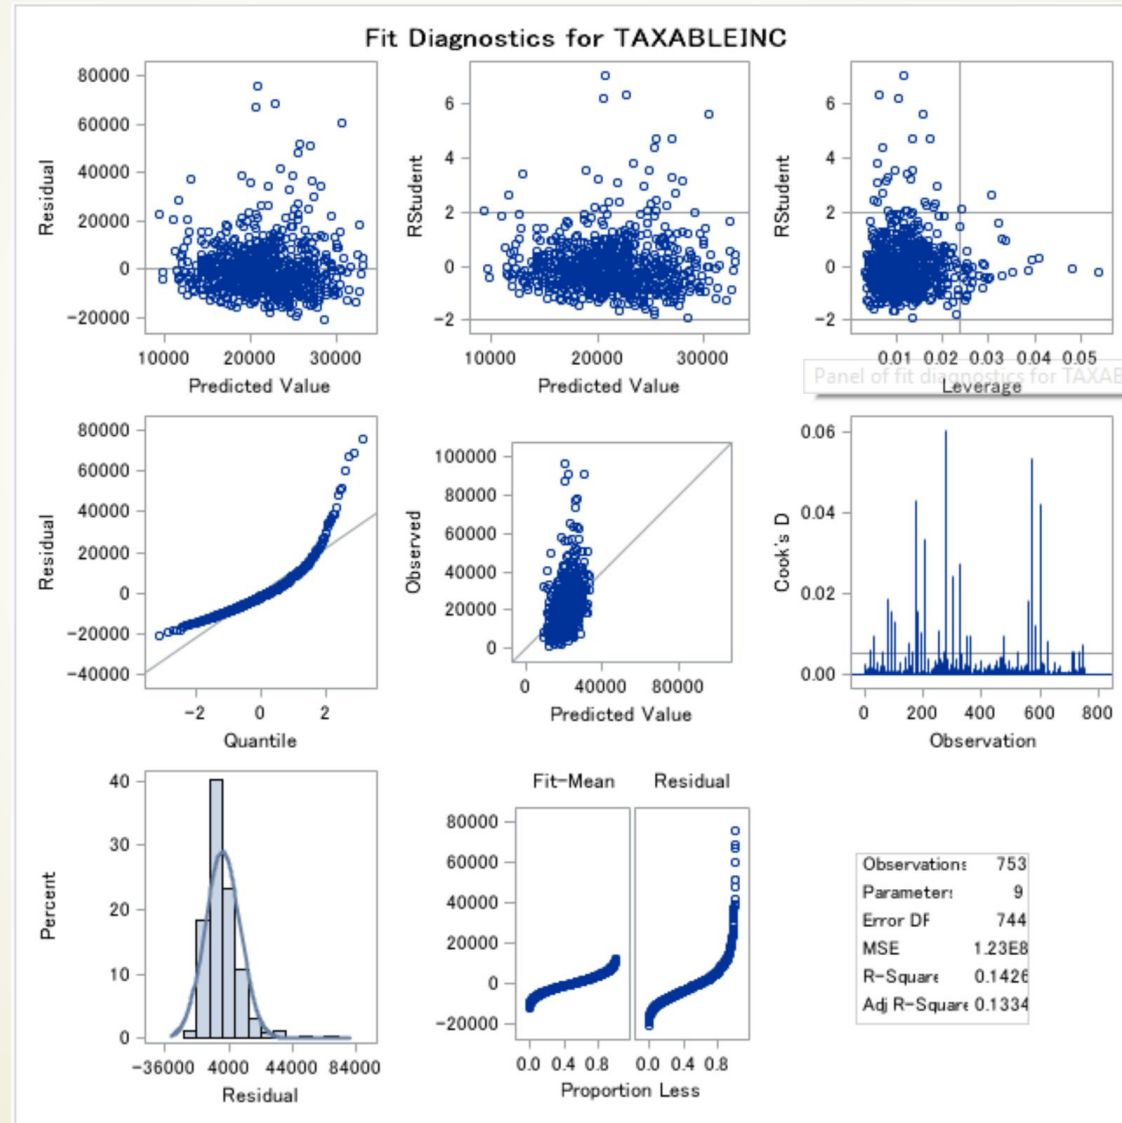 Fit Diagnostics for TAXABLEINC
80000
60000
40000
20000
0
-20000
Residual
10000 20000 30000
Predicted Value
6
4
2
0
-2
RStudent
10000 20000 30000
Predicted Value
6
4
2
0
-2
RStudent
0.01 0.02 0.03 0.04 0.05
Leverage
Panel of fit diagnostics for TAXAB
80000
60000
40000
20000
0
-20000
-40000
Residual
-2 0 2
Quantile
100000
80000
60000
40000
20000
0
Observed
0 40000 80000
Predicted Value
0.06
0.04
0.02
0.00
Cook's D
0 200 400 600 800
Observation
40
30
20
10
0
Percent
-36000 4000 44000 84000
Residual
Fit-Mean Residual
80000
60000
40000
20000
0
-20000
0.0 0.4 0.8 0.0 0.4 0.8
Proportion Less
Observations 753
Parameters 9
Error DF 744
MSE 1.23E8
R-Square 0.1426
Adj R-Square 0.1334